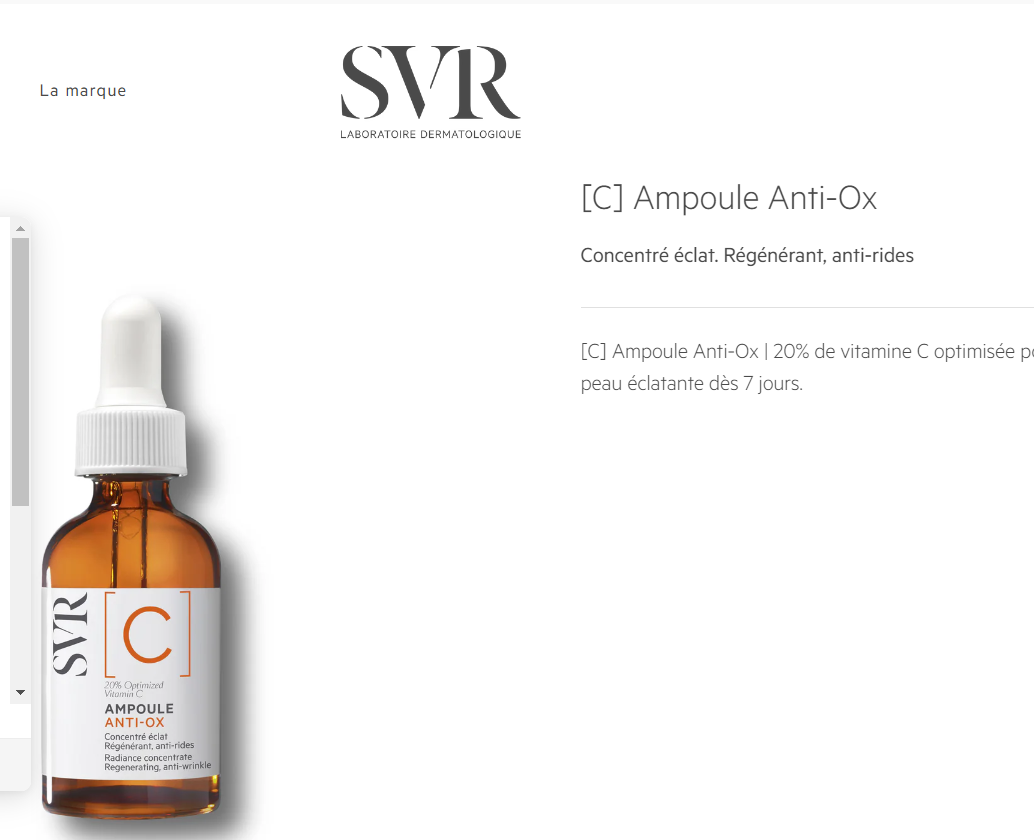 La marque
SVR
LABORATOIRE DERMATOLOGIQUE
[C] Ampoule Anti-Ox
Concentré éclat. Régénérant, anti-rides
[C] Ampoule Anti-Ox | 20% de vitamine C optimisée
peau éclatante dès 7 jours.
SVR
[C]
20% Optimized
Vitamin C
AMPOULE
ANTI-OX
Concentré éclat
Régénérant, anti-rides
Radiance concentrate
Regenerating, anti-wrinkle